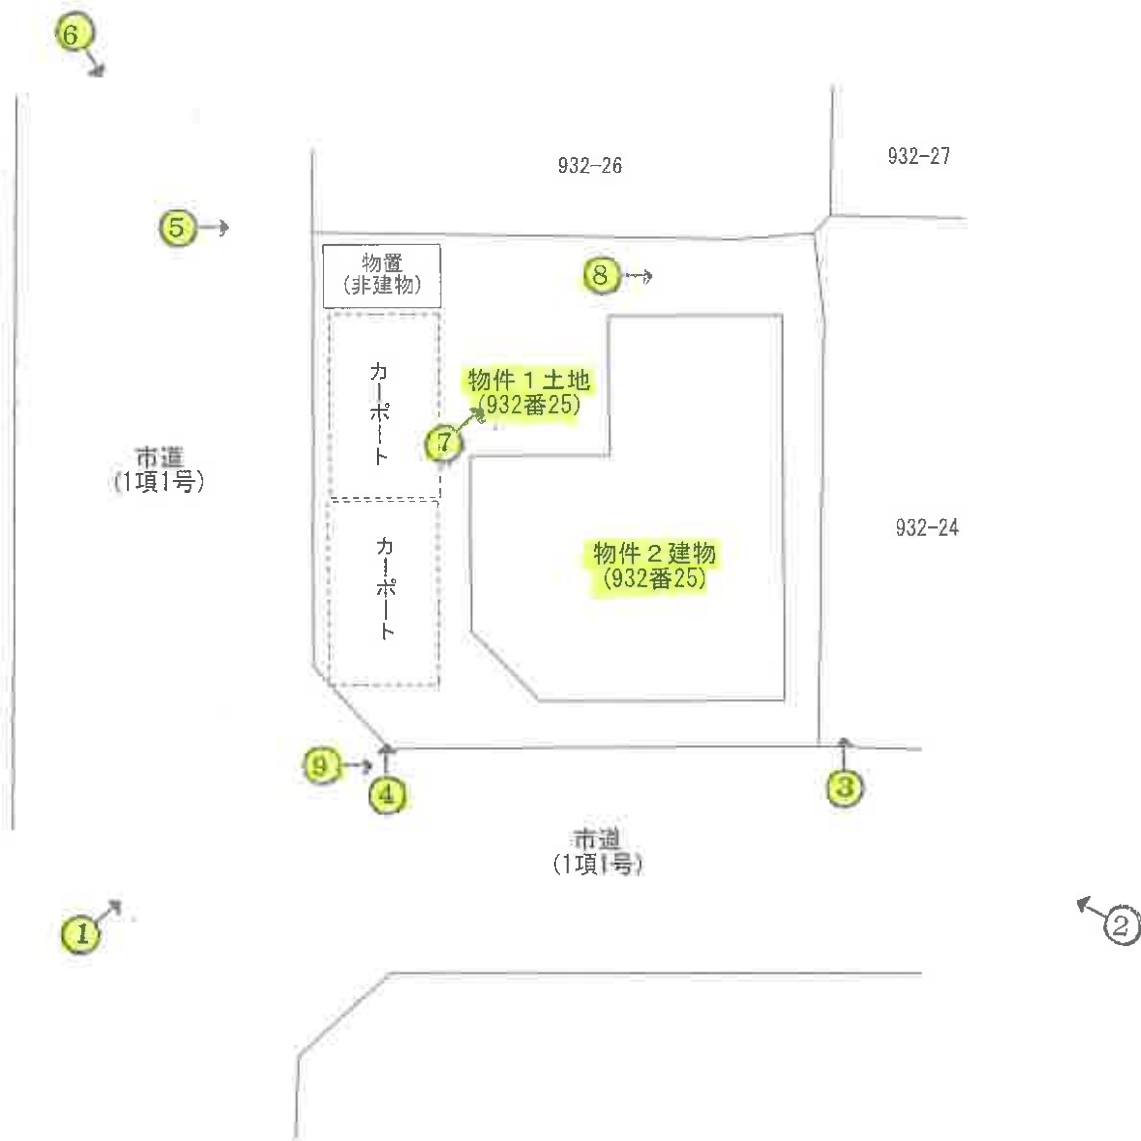 ⑥
932-26
932-27
⑤
物置
(非建物)
⑧
カーポート
物件1土地
(932番25)
⑦
市道
(1項1号)
932-24
カーポート
物件2建物
(932番25)
⑨
④
③
市道
(1項1号)
①
②